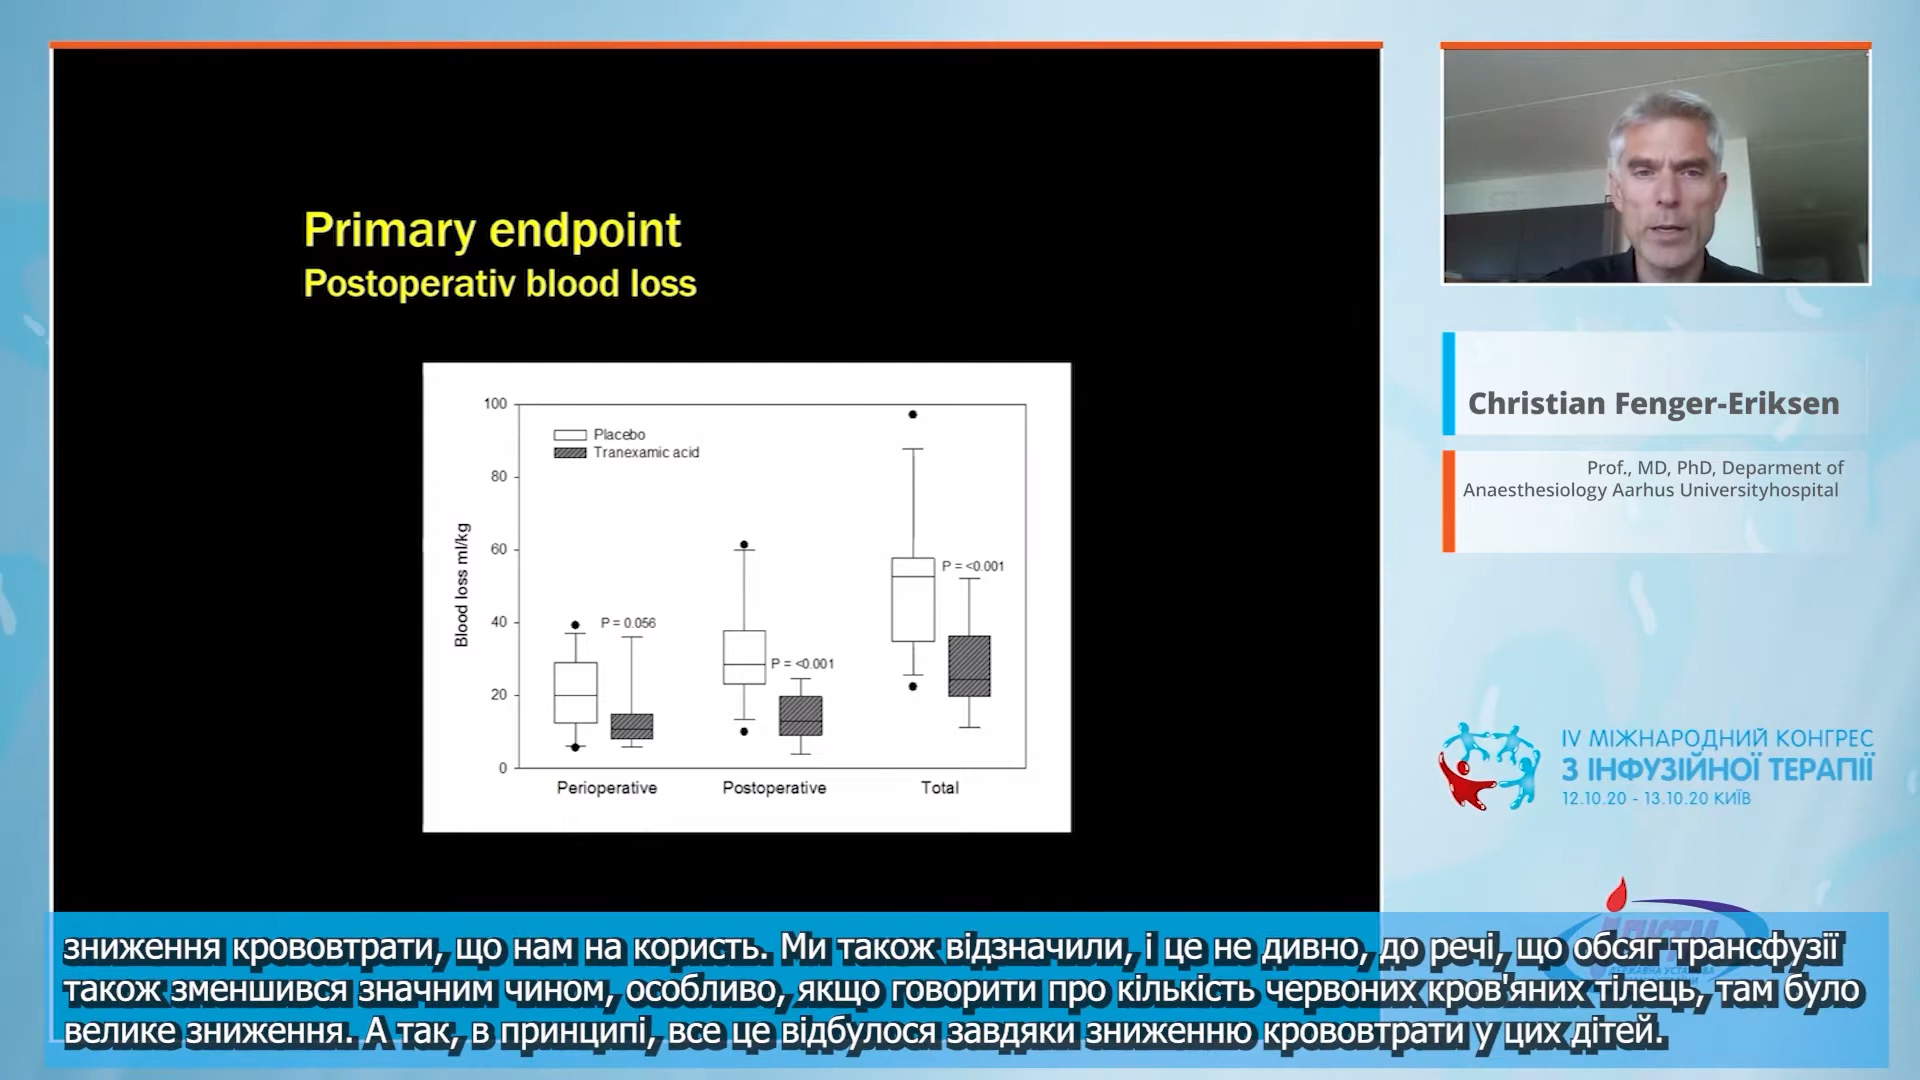 Primary endpoint
Postoperativ blood loss
100
80
60
40
20
0
Blood loss ml/kg
Placebo
Tranexamic acid
P = 0.056
P = <0.001
P = <0.001
Perioperative
Postoperative
Total
Christian Fenger-Eriksen
Prof., MD, PhD, Deparment of
Anaesthesiology Aarhus Universityhospital
IV МІЖНАРОДНИЙ КОНГРЕС
З ІНФУЗІЙНОЇ ТЕРАПІЇ
12.10.20 - 13.10.20 КИЇВ
зниження крововтрати, що нам на користь. Ми також відзначили, і це не дивно, до речі, що обсяг трансфузії
також зменшився значним чином, особливо, якщо говорити про кількість червоних кров'яних тілець, там було
велике зниження. А так, в принципі, все це відбулося завдяки зниженню крововтрати у цих дітей.